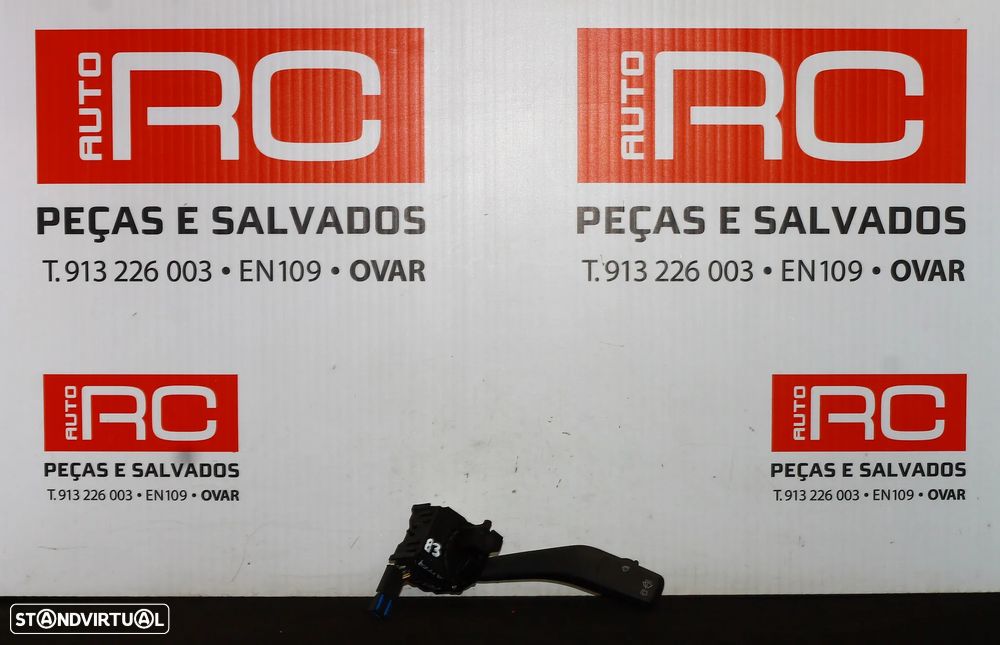 AUTO RC
PEÇAS E SALVADOS
T. 913 226 003 • EN109 • OVAR
AUTO RC
PEÇAS E SALVADOS
T. 913 226 003 • EN109 • OVAR
AUTO RC
PEÇAS E SALVADOS
T. 913 226 003 • EN109 • OVAR
AUTO RC
PEÇAS E SALVADOS
T. 913 226 003 • EN109 • OVAR
83
STANDVIRTUAL